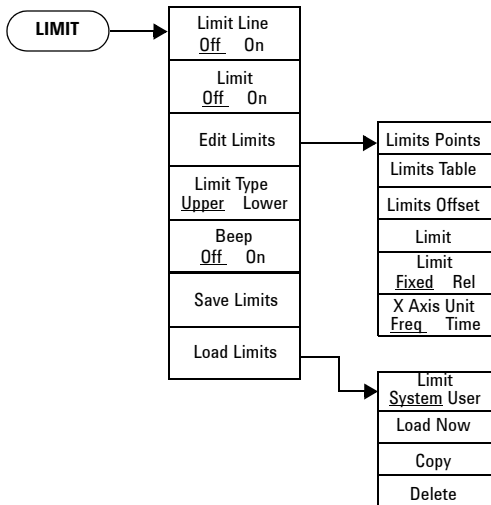 LIMIT
Limit Line
Off On
Limit
Off On
Edit Limits
Limit Type
Upper Lower
Beep
Off On
Save Limits
Load Limits
Limits Points
Limits Table
Limits Offset
Limit
Limit
Fixed Rel
X Axis Unit
Freq Time
Limit
System User
Load Now
Copy
Delete